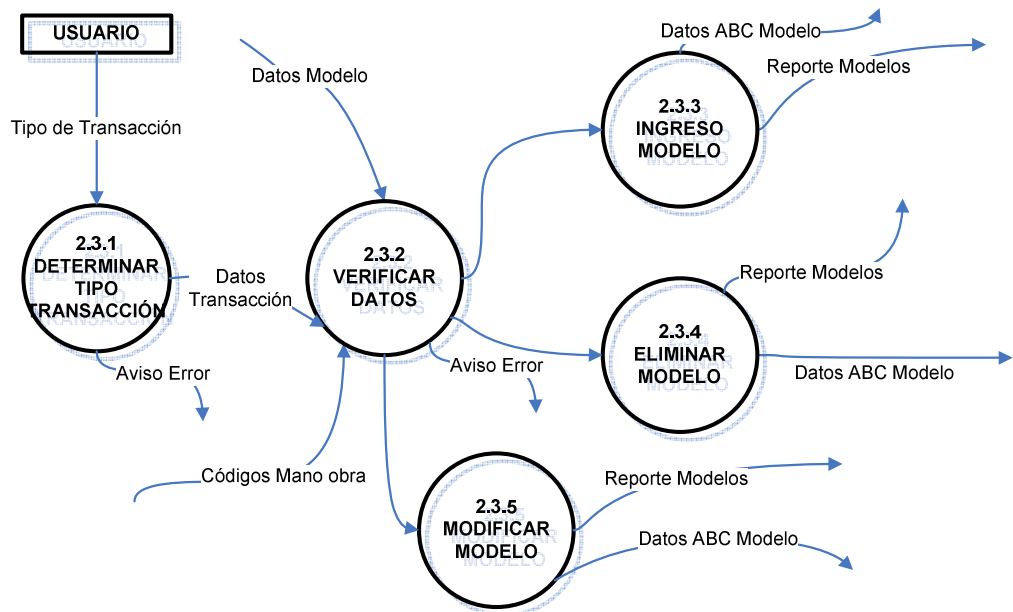 USUARIO
Datos ABC Modelo
Reporte Modelos
Datos Modelo
2.3.3
INGRESO
MODELO
Tipo de Transacción
2.3.1
DETERMINAR
TIPO
TRANSACCIÓN
Datos
Transacción
2.3.2
VERIFICAR
DATOS
Reporte Modelos
2.3.4
ELIMINAR
MODELO
Aviso Error
Aviso Error
Datos ABC Modelo
Códigos Mano obra
2.3.5
MODIFICAR
MODELO
Reporte Modelos
Datos ABC Modelo